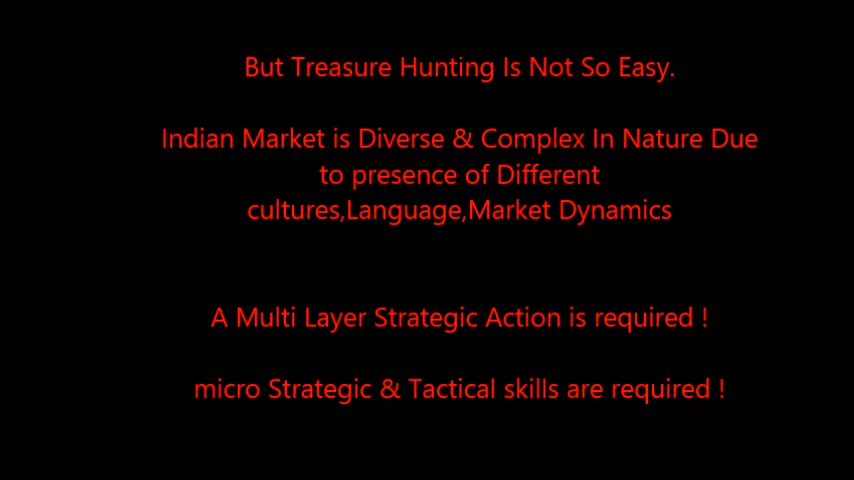 But Treasure Hunting Is Not So Easy.
Indian Market is Diverse & Complex In Nature Due
to presence of Different
cultures,Language,Market Dynamics
A Multi Layer Strategic Action is required !
micro Strategic & Tactical skills are required !